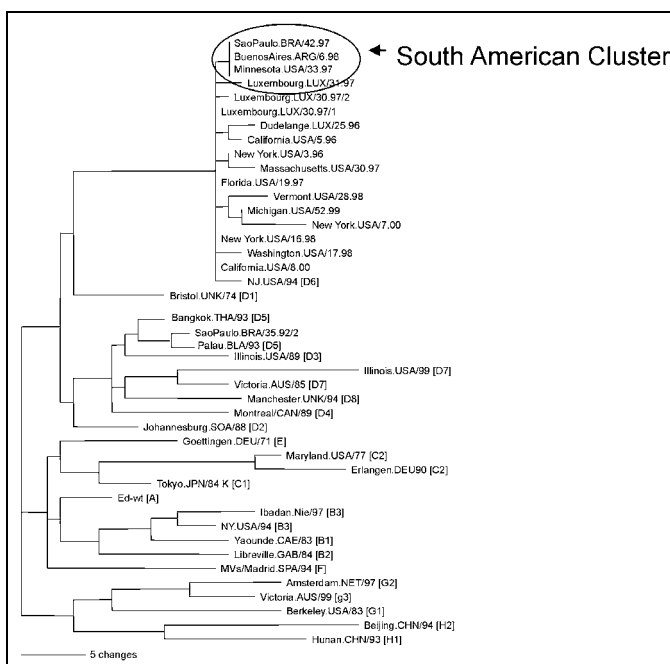 SaoPaulo.BRA/42.97
BuenosAires.ARG/6.98
South American Cluster
Minnesota.USA/33.97
Luxembourg.LUX/31.97
Luxembourg.LUX/30.97/2
Luxembourg.LUX/30.97/1
Dudelange.LUX/25.96
California.USA/5.96
New York.USA/3.96
Massachusetts.USA/30.97
Florida.USA/19.97
Vermont.USA/28.98
Michigan.USA/52.99
New York.USA/7.00
New York.USA/16.98
Washington.USA/17.98
California.USA/8.00
NJ.USA/94 [D6]
Bristol.UNK/74 [D1]
Bangkok.THA/93 [D5]
SaoPaulo.BRA/35.92/2
Palau.BLA/93 [D5]
Illinois.USA/89 [D3]
Illinois.USA/99 [D7]
Victoria.AUS/85 [D7]
Manchester.UNK/94 [D8]
Montreal/CAN/89 [D4]
Johannesburg.SOA/88 [D2]
Goettingen.DEU/71 [E]
Maryland.USA/77 [C2]
Erlangen.DEU90 [C2]
Tokyo.JPN/84 K [C1]
Ed-wt [A]
Ibadan.Nie/97 [B3]
NY.USA/94 [B3]
Yaounde.CAE/83 [B1]
Libreville.GAB/84 [B2]
MVs/Madrid.SPA/94 [F]
Amsterdam.NET/97 [G2]
Victoria.AUS/99 [g3]
Berkeley.USA/83 [G1]
Beijing.CHN/94 [H2]
Hunan.CHN/93 [H1]
5 changes